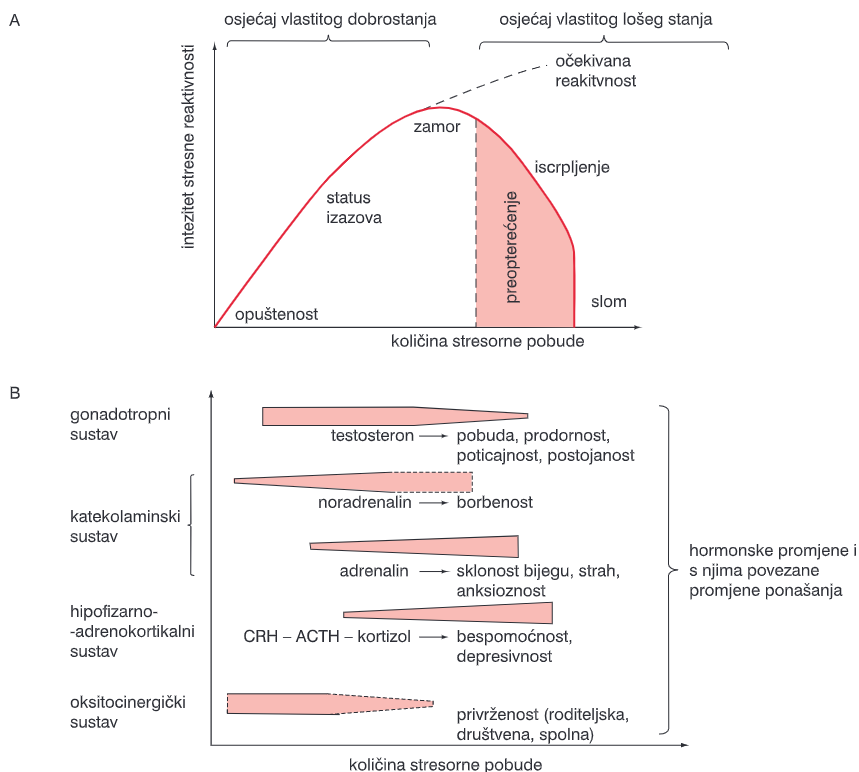 A
osjećaj vlastitog dobrostanja
osjećaj vlastitog lošeg stanja
intezitet stresne reaktivnosti
očekivana
reakitvnost
zamor
iscrpljenje
status
izazova
preopterećenje
opuštenost
slom
količina stresorne pobude
B
gonadotropni
sustav
testosteron
pobuda, prodornost,
poticajnost, postojanost
katekolaminski
sustav
noradrenalin
borbenost
adrenalin
sklonost bijegu, strah,
anksioznost
hipofizarno-
-adrenokortikalni
sustav
CRH – ACTH – kortizol
bespomoćnost,
depresivnost
oksitocinergički
sustav
privrženost (roditeljska,
društvena, spolna)
hormonske promjene i
s njima povezane
promjene ponašanja
količina stresorne pobude